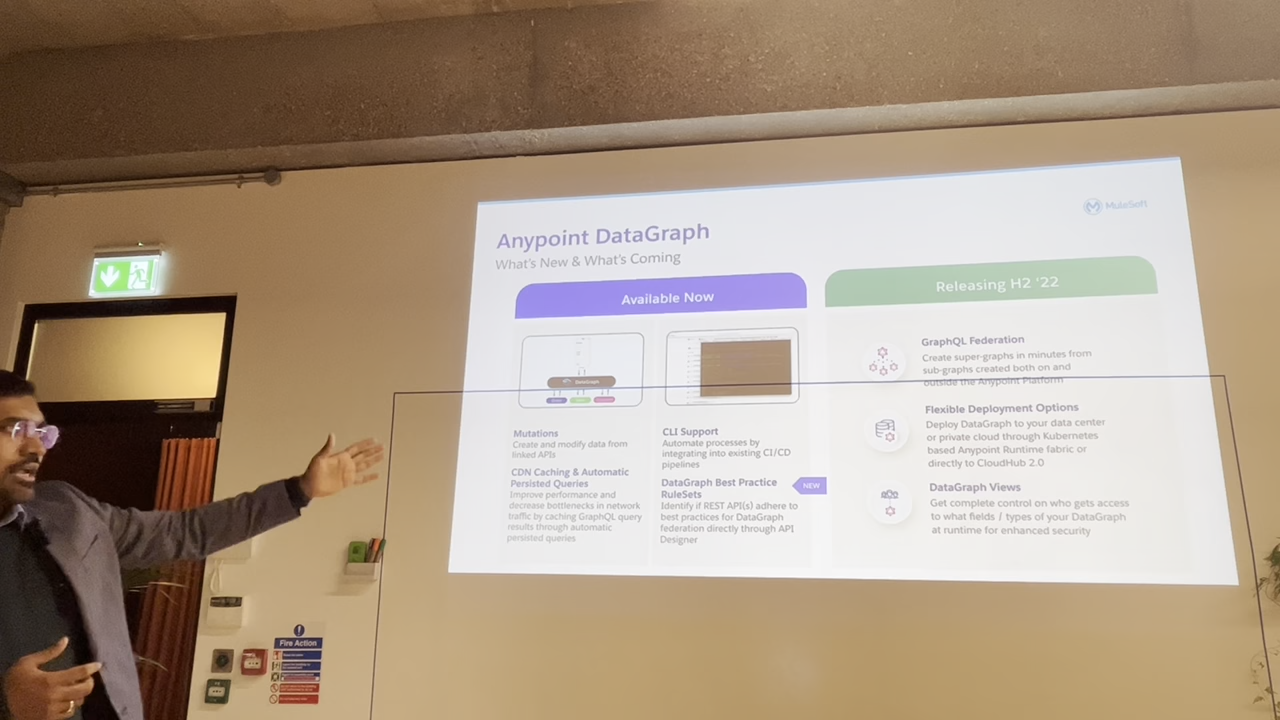 MuleSoft
Anypoint DataGraph
What's New & What's Coming
Available Now
DataGraph
Mutations
Create and modify data from
linked APIs
CDN Caching & Automatic
Persisted Queries
Improve performance and
decrease bottlenecks in network
traffic by caching GraphQL query
results through automatic
persisted queries
CLI Support
Automate processes by
integrating into existing CI/CD
pipelines
DataGraph Best Practice
RuleSets
NEW
Identify if REST API(s) adhere to
best practices for DataGraph
federation directly through API
Designer
Releasing H2 '22
GraphQL Federation
Create super-graphs in minutes from
sub-graphs created both on and
outside the Anypoint Platform
Flexible Deployment Options
Deploy DataGraph to your data center
or private cloud through Kubernetes
based Anypoint Runtime fabric or
directly to CloudHub 2.0
DataGraph Views
Get complete control on who gets access
to what fields / types of your DataGraph
at runtime for enhanced security
Fire Action